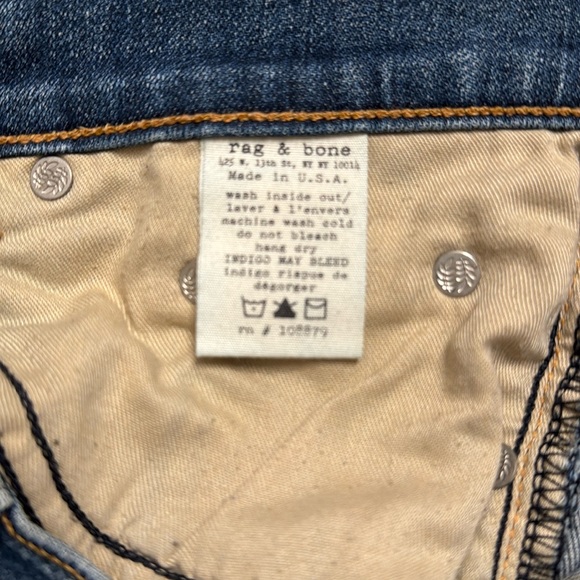 rag & bone
425 W. 13th St, NY NY 10014
Made in U.S.A.
wash inside out/
laver à l'envers
machine wash cold
do not bleach
hang dry
INDIGO MAY BLEED
indigo risque de
dégorger
rn # 108879